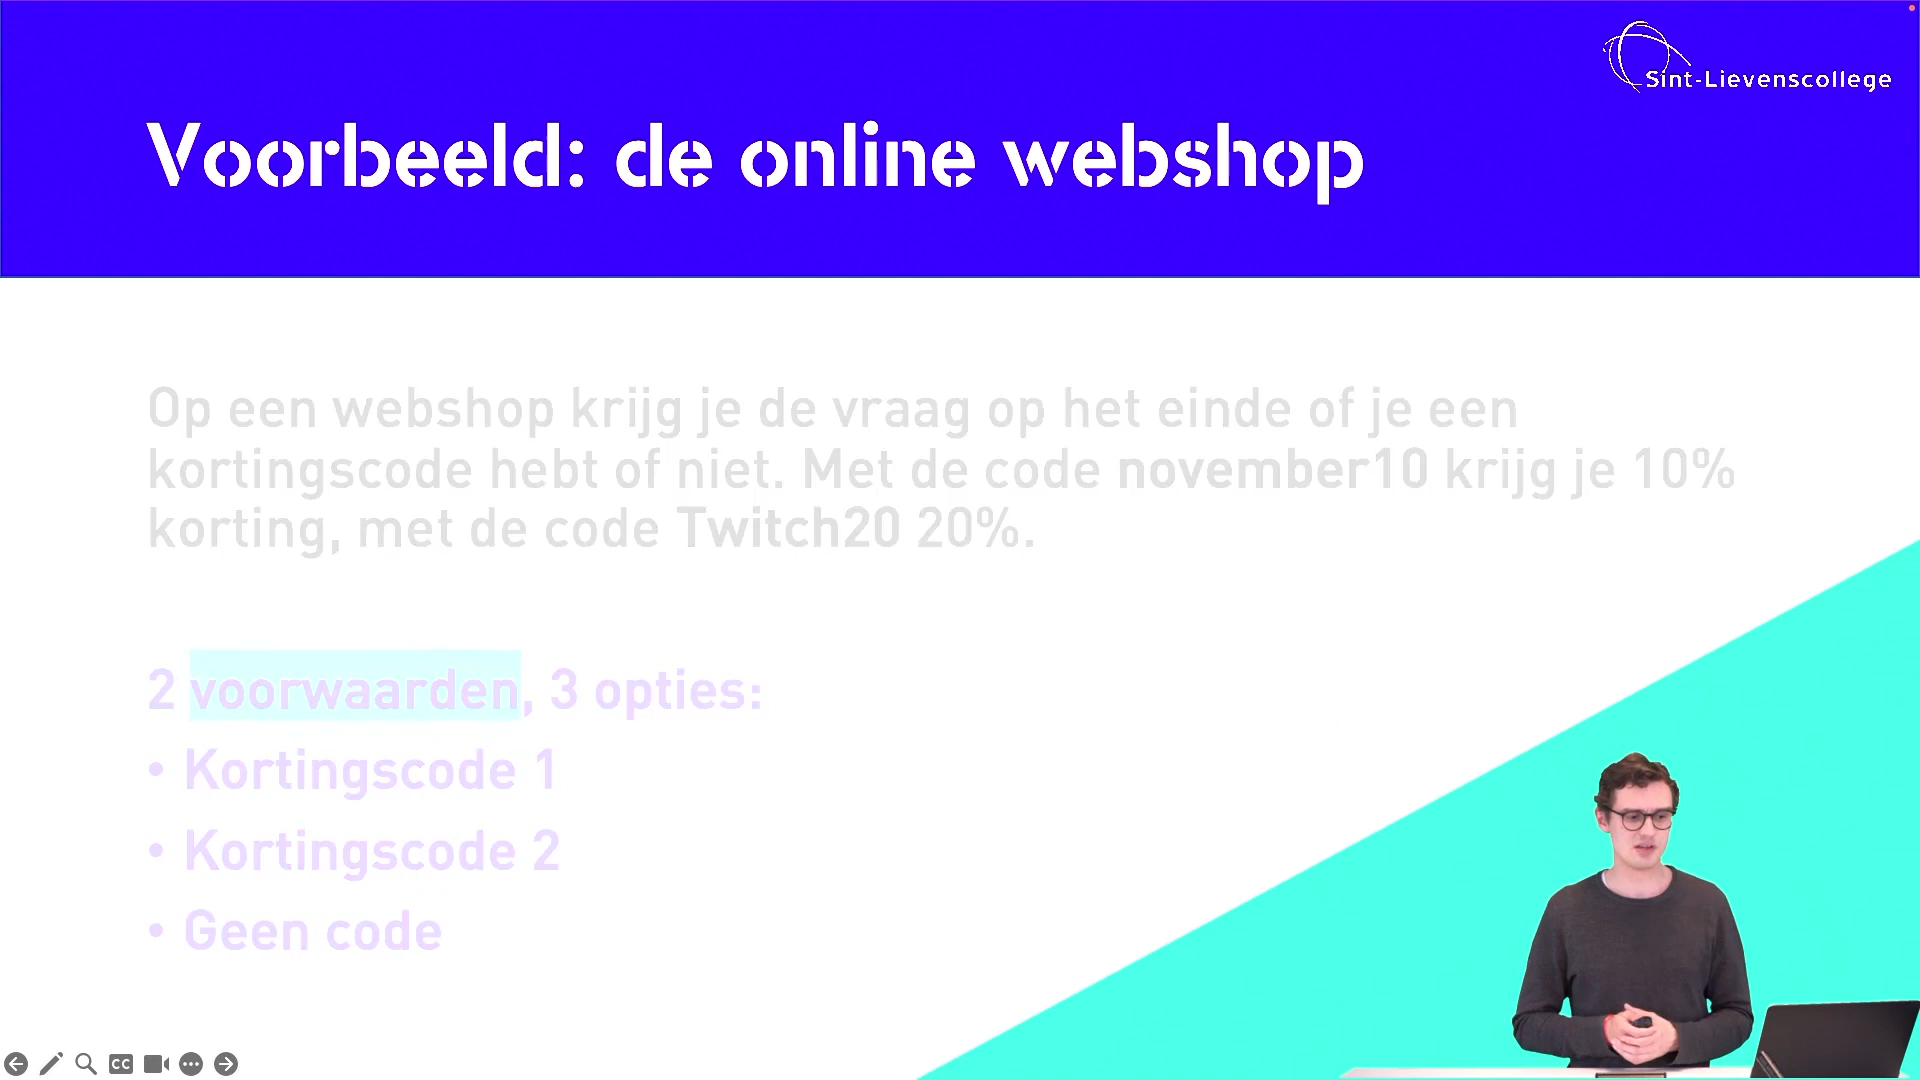 Sint-Lievenscollege
Voorbeeld: de online webshop
Op een webshop krijg je de vraag op het einde of je een
kortingscode hebt of niet. Met de code november10 krijg je 10%
korting, met de code Twitch20 20%.
2 voorwaarden, 3 opties:
• Kortingscode 1
• Kortingscode 2
• Geen code
CC